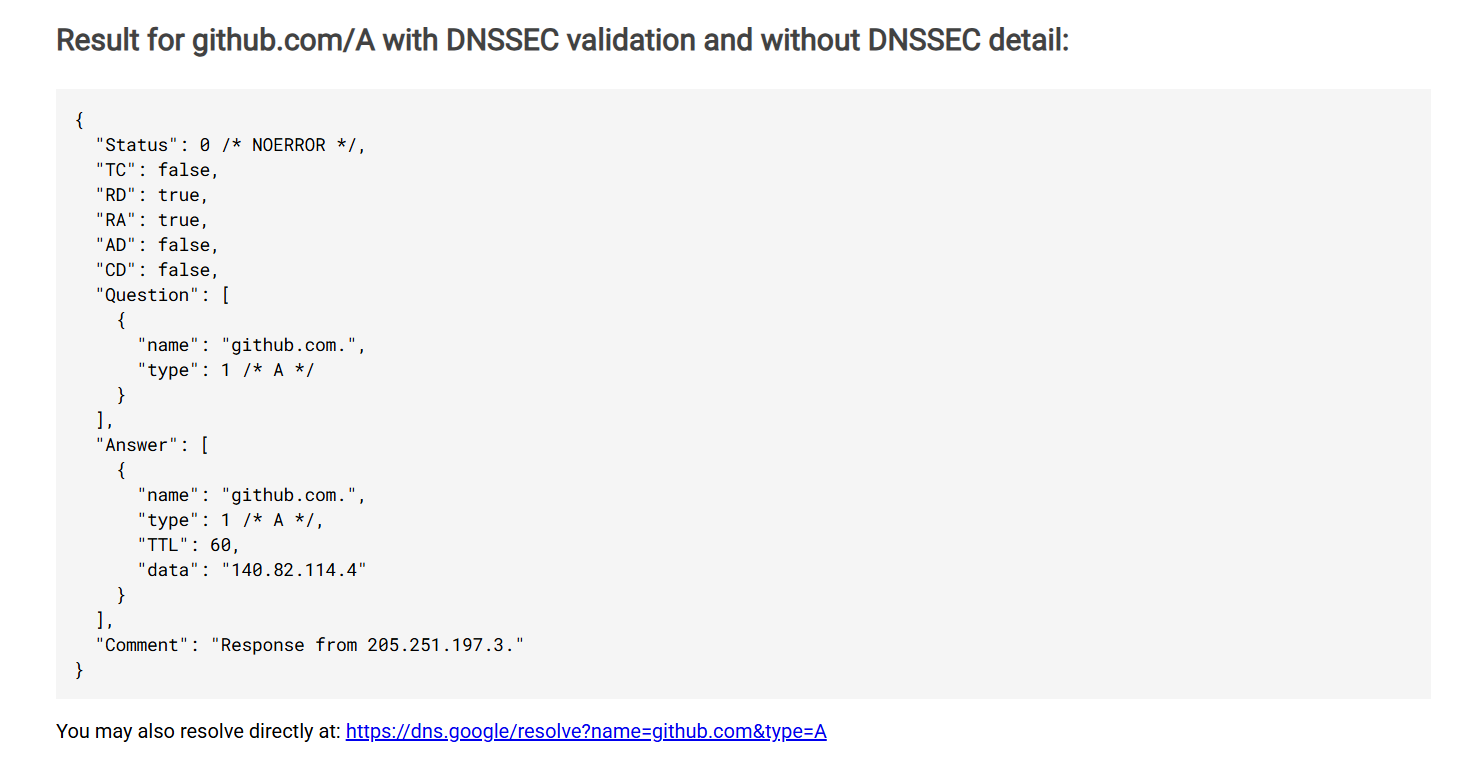 Result for github.com/A with DNSSEC validation and without DNSSEC detail:
{
  "Status": 0 /* NOERROR */,
  "TC": false,
  "RD": true,
  "RA": true,
  "AD": false,
  "CD": false,
  "Question": [
    {
      "name": "github.com.",
      "type": 1 /* A */
    }
  ],
  "Answer": [
    {
      "name": "github.com.",
      "type": 1 /* A */,
      "TTL": 60,
      "data": "140.82.114.4"
    }
  ],
  "Comment": "Response from 205.251.197.3."
}
You may also resolve directly at: https://dns.google/resolve?name=github.com&type=A